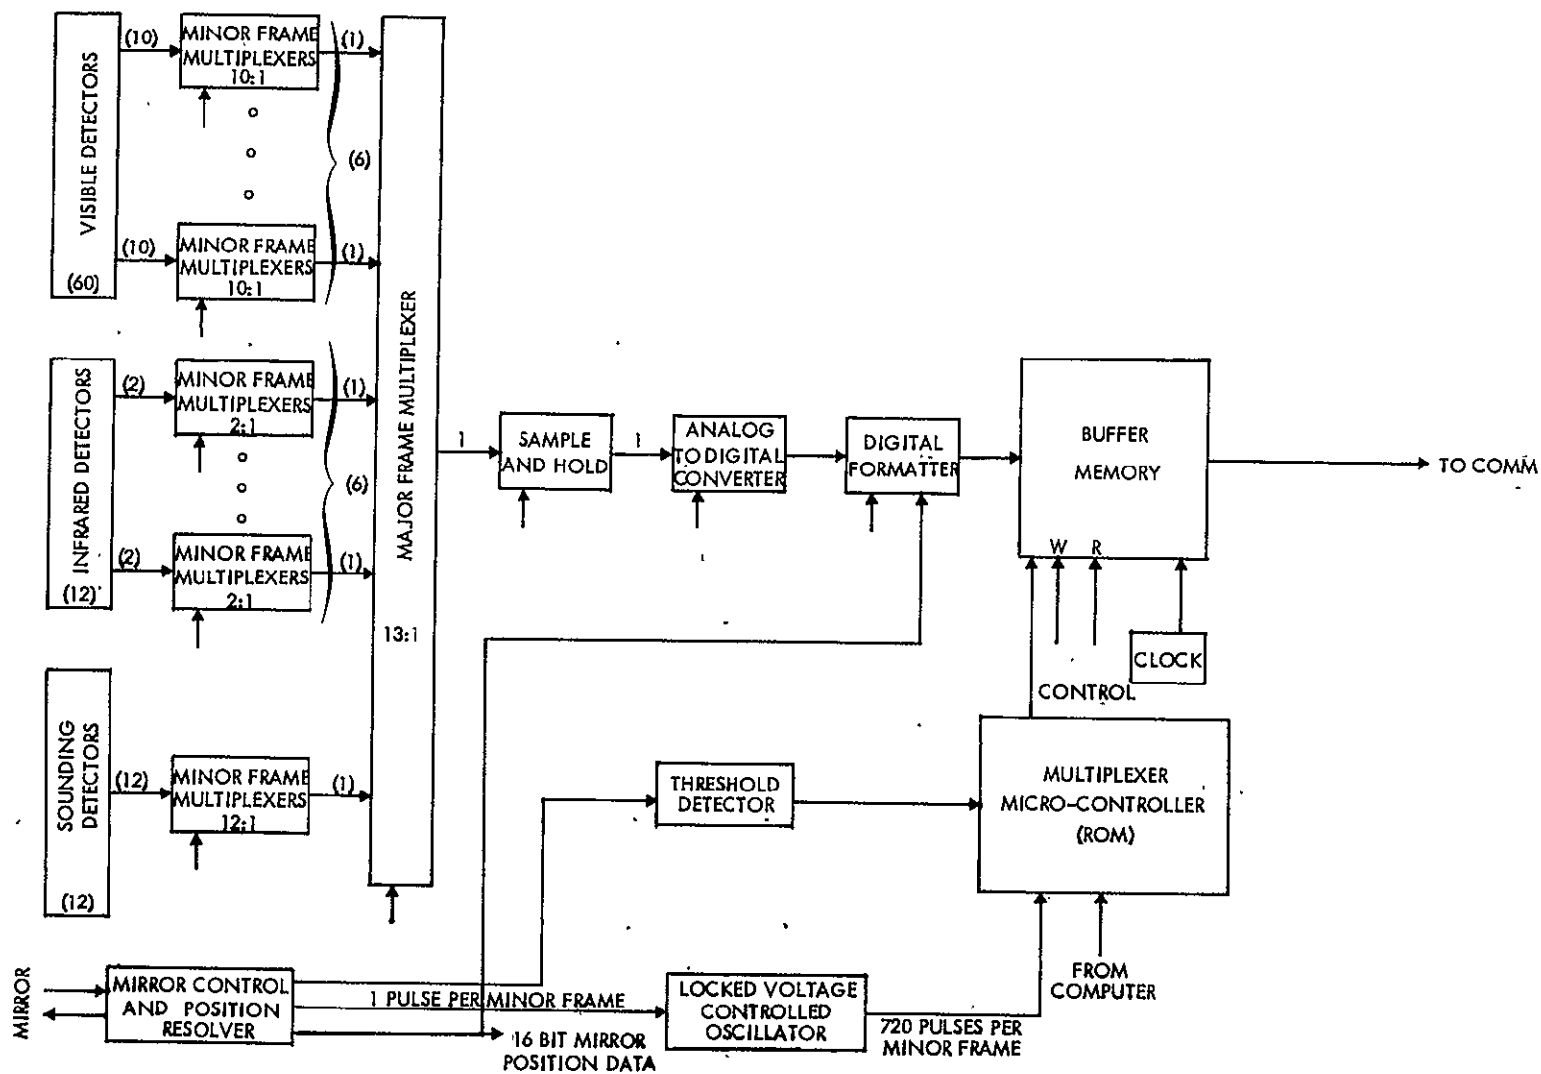 VISIBLE DETECTORS
(60)
(10)
MINOR FRAME
MULTIPLEXERS
10:1
(1)
(6)
(10)
MINOR FRAME
MULTIPLEXERS
10:1
(1)
INFRARED DETECTORS
(12)
(2)
MINOR FRAME
MULTIPLEXERS
2:1
(1)
(6)
(2)
MINOR FRAME
MULTIPLEXERS
2:1
(1)
SOUNDING
DETECTORS
(12)
(12)
MINOR FRAME
MULTIPLEXERS
12:1
(1)
MAJOR FRAME MULTIPLEXER
13:1
1
SAMPLE
AND HOLD
1
ANALOG
TO DIGITAL
CONVERTER
DIGITAL
FORMATTER
BUFFER
MEMORY
W R
TO COMM
CLOCK
CONTROL
THRESHOLD
DETECTOR
MULTIPLEXER
MICRO-CONTROLLER
(ROM)
FROM
COMPUTER
MIRROR
MIRROR CONTROL
AND POSITION
RESOLVER
1 PULSE PER MINOR FRAME
16 BIT MIRROR
POSITION DATA
LOCKED VOLTAGE
CONTROLLED
OSCILLATOR
720 PULSES PER
MINOR FRAME